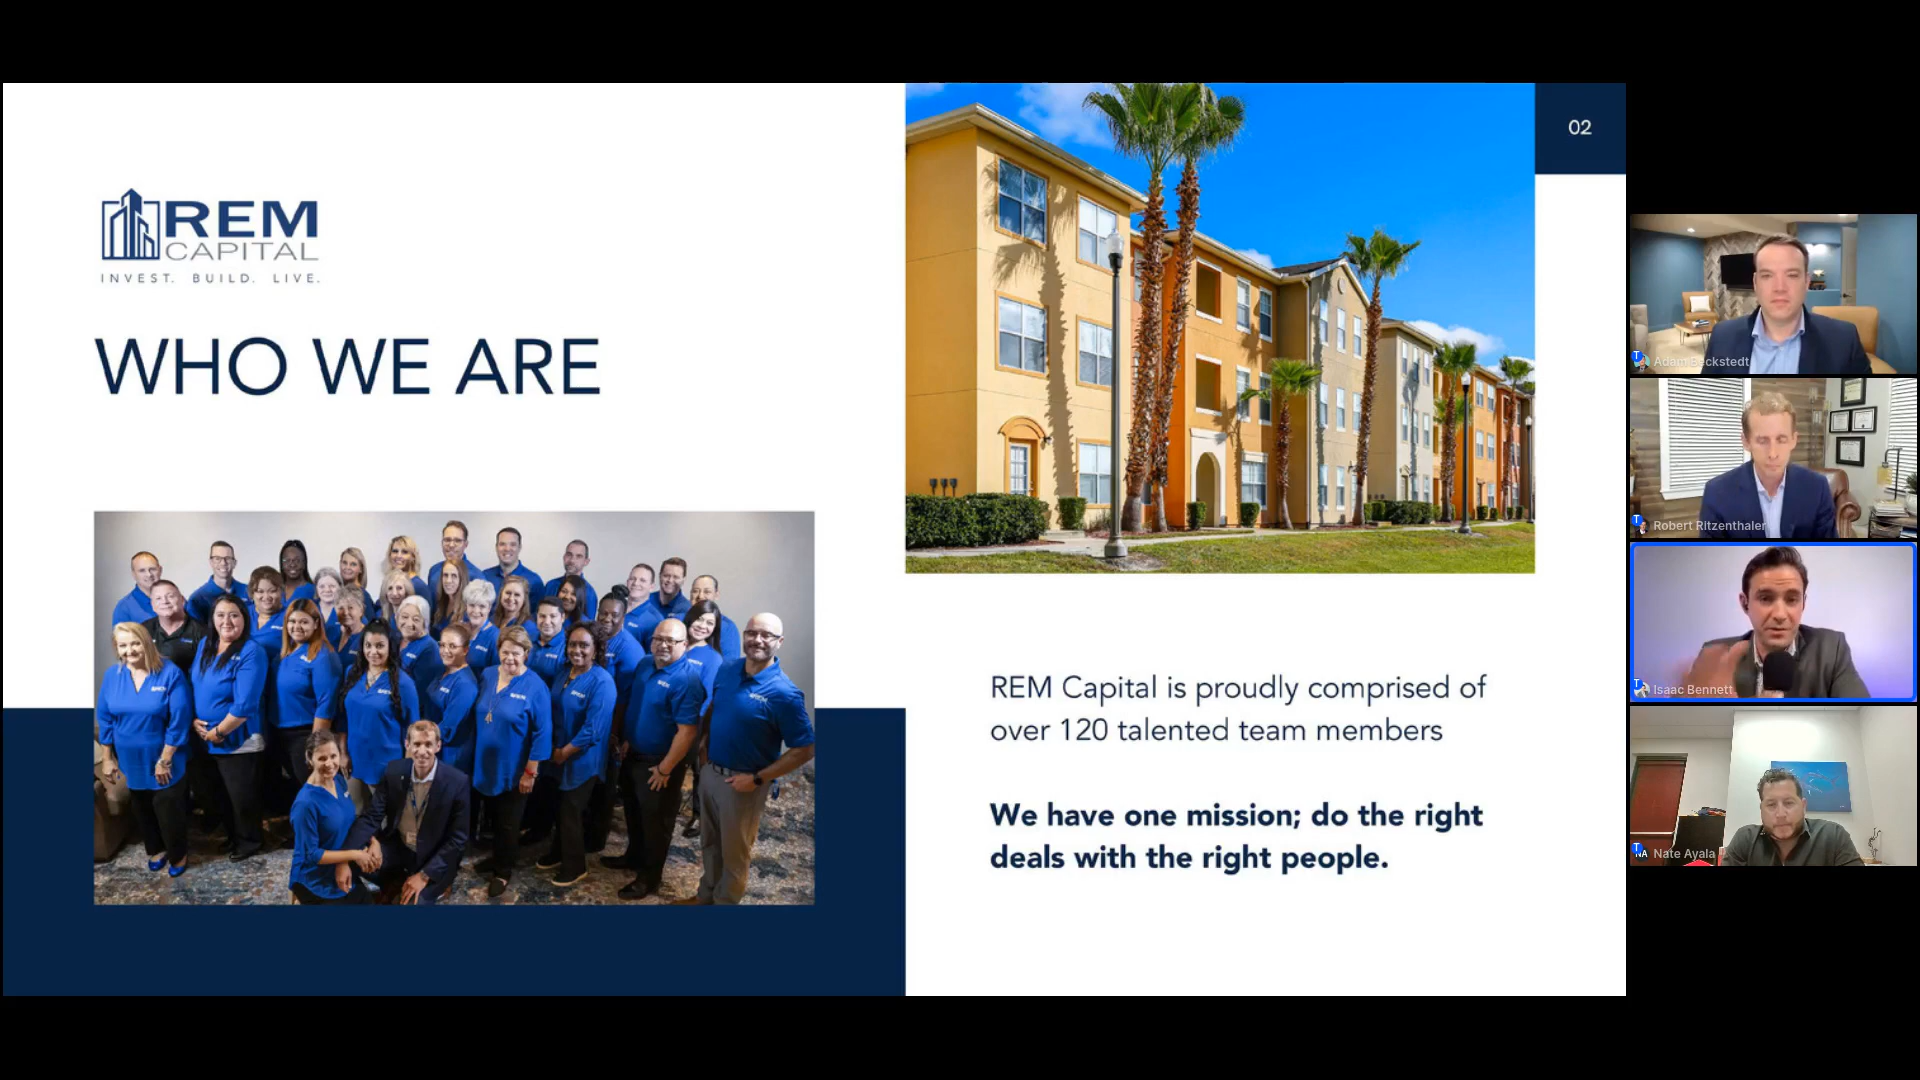 REM
CAPITAL
INVEST. BUILD. LIVE.
WHO WE ARE
02
REM Capital is proudly comprised of
over 120 talented team members
We have one mission; do the right
deals with the right people.
Adam Beckstedt
Robert Ritzenthaler
Isaac Bennett
NA Nate Ayala